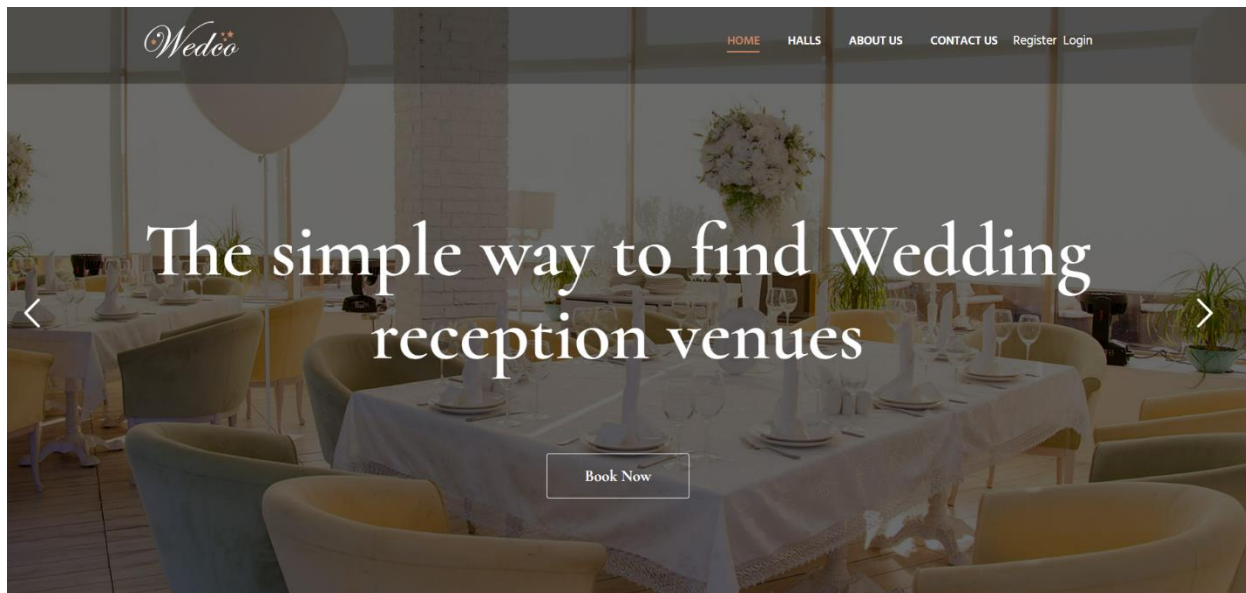 Wedco
HOME HALLS ABOUT US CONTACT US Register Login
The simple way to find Wedding
reception venues
Book Now